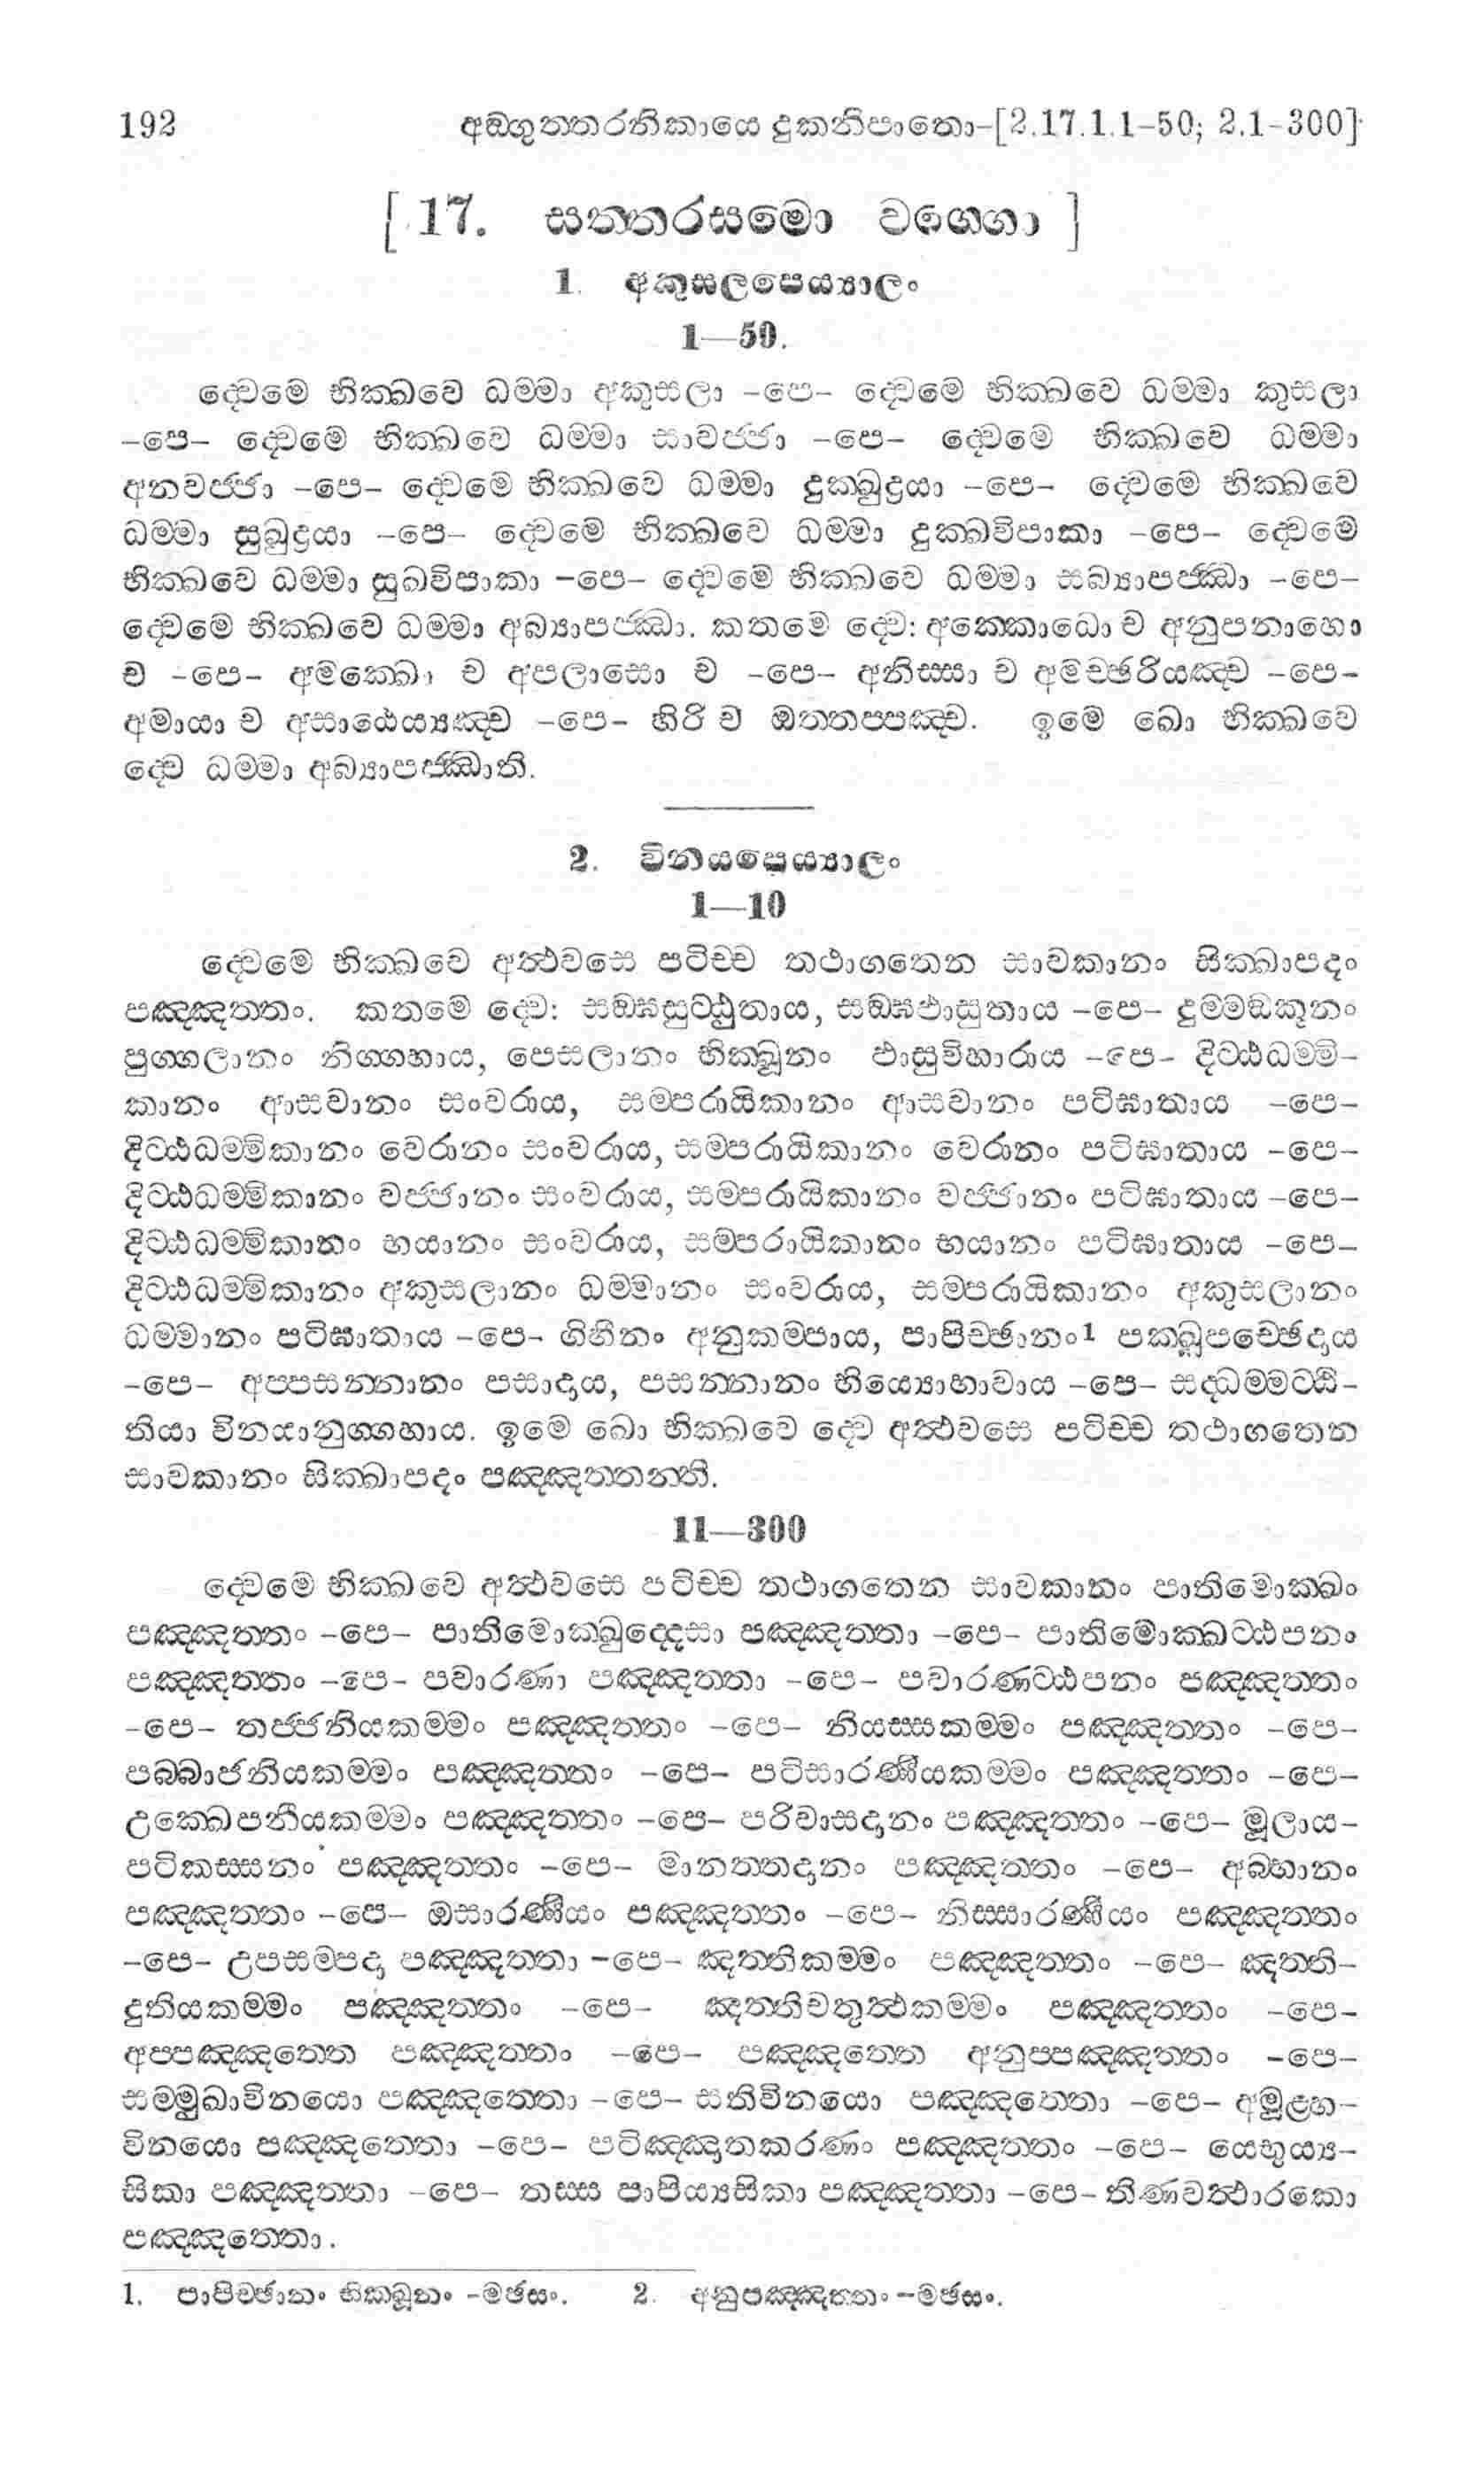 192 අඞගුත්තරනිකායෙ දුකනිපාතො-[2.17.1.1-50; 2.1-300]
[ 17. සත්තරසමො වග්ගො ]
1. අකුසලපෙය්‍යාලං
1—50.
ද්වෙමෙ භික්ඛවෙ ධම්මා අකුසලා -පෙ- ද්වෙමෙ භික්ඛවෙ ධම්මා කුසලා
-පෙ- ද්වෙමෙ භික්ඛවෙ ධම්මා සාවජ්ජා -පෙ- ද්වෙමෙ භික්ඛවෙ ධම්මා
අනවජ්ජා -පෙ- ද්වෙමෙ භික්ඛවෙ ධම්මා දුක්ඛුද්‍රයා -පෙ- ද්වෙමෙ භික්ඛවෙ
ධම්මා සුඛුද්‍රයා -පෙ- ද්වෙමෙ භික්ඛවෙ ධම්මා දුක්ඛවිපාකා -පෙ- ද්වෙමෙ
භික්ඛවෙ ධම්මා සුඛවිපාකා -පෙ- ද්වෙමෙ භික්ඛවෙ ධම්මා සබ්‍යාපජ්ඣා -පෙ-
ද්වෙමෙ භික්ඛවෙ ධම්මා අබ්‍යාපජ්ඣා. කතමෙ ද්වෙ: අක්කොධො ච අනුපනාහො
ච -පෙ- අමක්ඛො ච අපලාසො ච -පෙ- අනිස්සා ච අමච්ඡරියඤ්ච -පෙ-
අමායා ච අසාඨෙය්‍යඤ්ච -පෙ- හිරි ච ඔත්තප්පඤ්ච. ඉමෙ ඛො භික්ඛවෙ
ද්වෙ ධම්මා අබ්‍යාපජ්ඣාති.
2. විනයපෙය්‍යාලං
1—10
ද්වෙමෙ භික්ඛවෙ අත්ථවසෙ පටිච්ච තථාගතෙන සාවකානං සික්ඛාපදං
පඤ්ඤත්තං. කතමෙ ද්වෙ: සඞ්ඝසුට්ඨුතාය, සඞ්ඝඵාසුතාය -පෙ- දුම්මඞ්කූනං
පුග්ගලානං නිග්ගහාය, පෙසලානං භික්ඛූනං ඵාසුවිහාරාය -පෙ- දිට්ඨධම්මි-
කානං ආසවානං සංවරාය, සම්පරායිකානං ආසවානං පටිඝාතාය -පෙ-
දිට්ඨධම්මිකානං වෙරානං සංවරාය, සම්පරායිකානං වෙරානං පටිඝාතාය -පෙ-
දිට්ඨධම්මිකානං වජ්ජානං සංවරාය, සම්පරායිකානං වජ්ජානං පටිඝාතාය -පෙ-
දිට්ඨධම්මිකානං භයානං සංවරාය, සම්පරායිකානං භයානං පටිඝාතාය -පෙ-
දිට්ඨධම්මිකානං අකුසලානං ධම්මානං සංවරාය, සම්පරායිකානං අකුසලානං
ධම්මානං පටිඝාතාය -පෙ- ගිහීනං අනුකම්පාය, පාපිච්ඡානං1 පක්ඛුපච්ඡෙදාය
-පෙ- අප්පසන්නානං පසාදාය, පසන්නානං භිය්‍යොභාවාය -පෙ- සද්ධම්මට්ඨි-
තියා විනයානුග්ගහාය. ඉමෙ ඛො භික්ඛවෙ ද්වෙ අත්ථවසෙ පටිච්ච තථාගතෙන
සාවකානං සික්ඛාපදං පඤ්ඤත්තන්ති.
11—300
ද්වෙමෙ භික්ඛවෙ අත්ථවසෙ පටිච්ච තථාගතෙන සාවකානං පාතිමොක්ඛං
පඤ්ඤත්තං -පෙ- පාතිමොක්ඛුද්දෙසා පඤ්ඤත්තා -පෙ- පාතිමොක්ඛට්ඨපනං
පඤ්ඤත්තං -පෙ- පවාරණා පඤ්ඤත්තා -පෙ- පවාරණට්ඨපනං පඤ්ඤත්තං
-පෙ- තජ්ජනියකම්මං පඤ්ඤත්තං -පෙ- නියස්සකම්මං පඤ්ඤත්තං -පෙ-
පබ්බාජනියකම්මං පඤ්ඤත්තං -පෙ- පටිසාරණීයකම්මං පඤ්ඤත්තං -පෙ-
උක්ඛෙපනීයකම්මං පඤ්ඤත්තං -පෙ- පරිවාසදානං පඤ්ඤත්තං -පෙ- මූලාය-
පටිකස්සනං පඤ්ඤත්තං -පෙ- මානත්තදානං පඤ්ඤත්තං -පෙ- අබ්භානං
පඤ්ඤත්තං -පෙ- ඔසාරණීයං පඤ්ඤත්තං -පෙ- නිස්සාරණීයං පඤ්ඤත්තං
-පෙ- උපසම්පදා පඤ්ඤත්තා -පෙ- ඤත්තිකම්මං පඤ්ඤත්තං -පෙ- ඤත්ති-
දුතියකම්මං පඤ්ඤත්තං -පෙ- ඤත්තිචතුත්ථකම්මං පඤ්ඤත්තං -පෙ-
අප්පඤ්ඤත්තෙ පඤ්ඤත්තං -පෙ- පඤ්ඤත්තෙ අනුප්පඤ්ඤත්තං -පෙ-
සම්මුඛාවිනයො පඤ්ඤත්තො -පෙ- සතිවිනයො පඤ්ඤත්තො -පෙ- අමූළ්හ-
විනයො පඤ්ඤත්තො -පෙ- පටිඤ්ඤාතකරණං පඤ්ඤත්තං -පෙ- යෙභුය්‍ය-
සිකා පඤ්ඤත්තා -පෙ- තස්ස පාපිය්‍යසිකා පඤ්ඤත්තා -පෙ- තිණවත්ථාරකො
පඤ්ඤත්තො.
1. පාපිච්ඡානං භික්ඛූනං -මඡසං. 2. අනුපඤ්ඤත්තං -මඡසං.